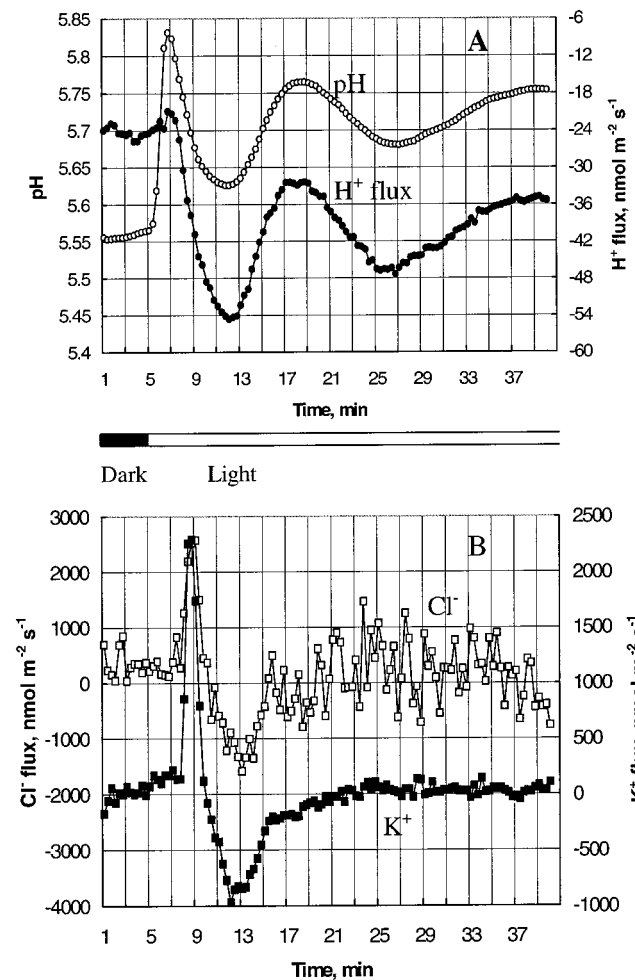 A
5.85
5.8
5.75
5.7
5.65
5.6
5.55
5.5
5.45
5.4
pH
-6
-12
-18
-24
-30
-36
-42
-48
-54
-60
H⁺ flux, nmol m⁻² s⁻¹
pH
H⁺ flux
1 5 9 13 17 21 25 29 33 37
Time, min
Dark Light
B
3000
2000
1000
0
-1000
-2000
-3000
-4000
Cl⁻ flux, nmol m⁻² s⁻¹
2500
2000
1500
1000
500
0
-500
-1000
Cl⁻
K⁺
1 5 9 13 17 21 25 29 33 37
Time, min